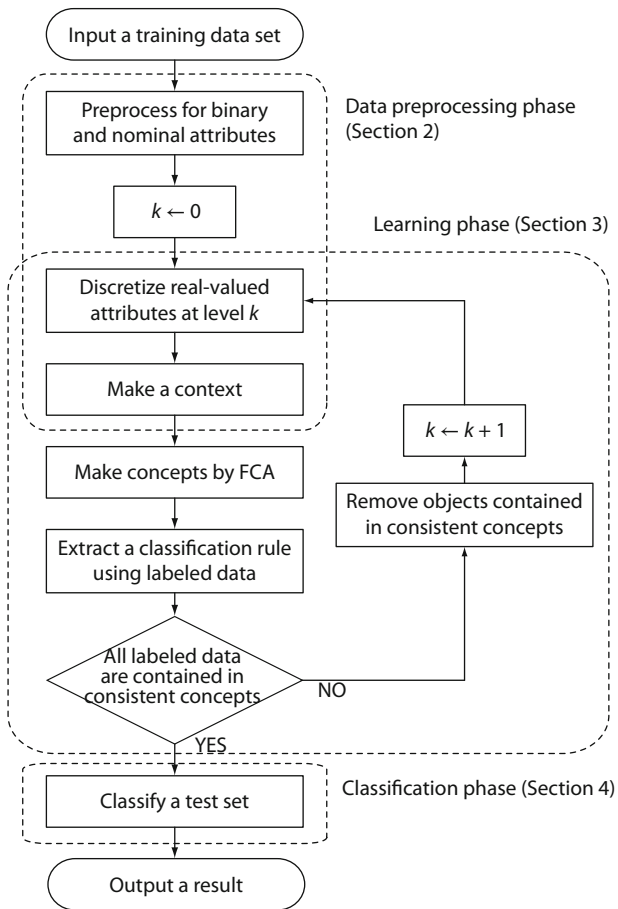 Input a training data set
Preprocess for binary
and nominal attributes
Data preprocessing phase
(Section 2)
k ← 0
Learning phase (Section 3)
Discretize real-valued
attributes at level k
Make a context
k ← k + 1
Make concepts by FCA
Remove objects contained
in consistent concepts
Extract a classification rule
using labeled data
All labeled data
are contained in
consistent concepts
NO
YES
Classify a test set
Classification phase (Section 4)
Output a result